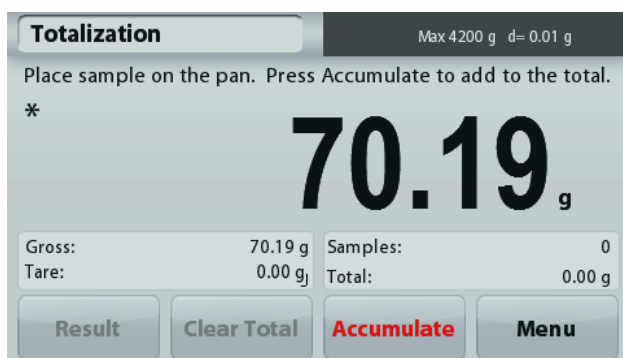 Totalization
Max 4200 g d= 0.01 g
Place sample on the pan. Press Accumulate to add to the total.
*
70.19 g
Gross: 70.19 g
Tare: 0.00 g
Samples: 0
Total: 0.00 g
Result
Clear Total
Accumulate
Menu